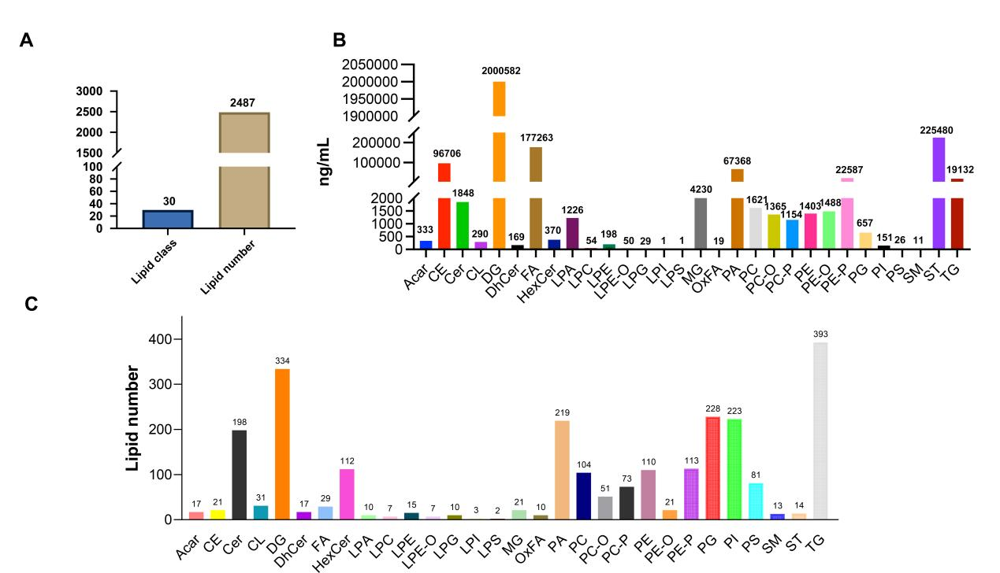 A
3000
2500
2000
1500
100
80
60
40
20
0
30
2487
Lipid class
Lipid number
B
ng/mL
2050000
2000000
1950000
1900000
200000
100000
2000
1500
1000
500
0
333
96706
1848
290
2000582
169
177263
370
1226
54
198
50
29
1
1
4230
19
67368
1621
1365
1154
1403
1488
22587
657
151
26
11
225480
19132
Acar
CE
Cer
CL
DG
DhCer
FA
HexCer
LPA
LPC
LPE
LPE-O
LPG
LPI
LPS
MG
OxFA
PA
PC
PC-O
PC-P
PE
PE-O
PE-P
PG
PI
PS
SM
ST
TG
C
Lipid number
400
300
200
100
0
17
21
198
31
334
17
29
112
10
7
15
7
10
3
2
21
10
219
104
51
73
110
21
113
228
223
81
13
14
393
Acar
CE
Cer
CL
DG
DhCer
FA
HexCer
LPA
LPC
LPE
LPE-O
LPG
LPI
LPS
MG
OxFA
PA
PC
PC-O
PC-P
PE
PE-O
PE-P
PG
PI
PS
SM
ST
TG